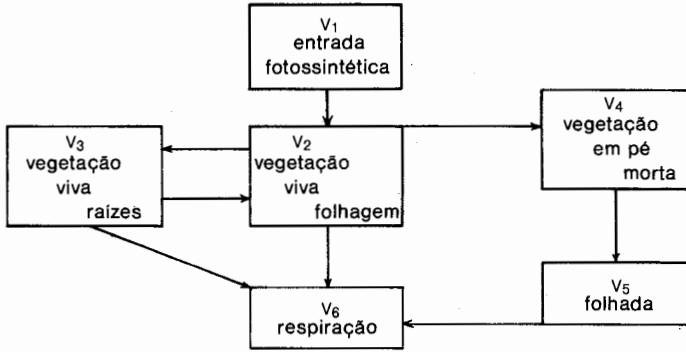 V₁
entrada
fotossintética
V₃
vegetação
viva
raízes
V₂
vegetação
viva
folhagem
V₄
vegetação
em pé
morta
V₆
respiração
V₅
folhada